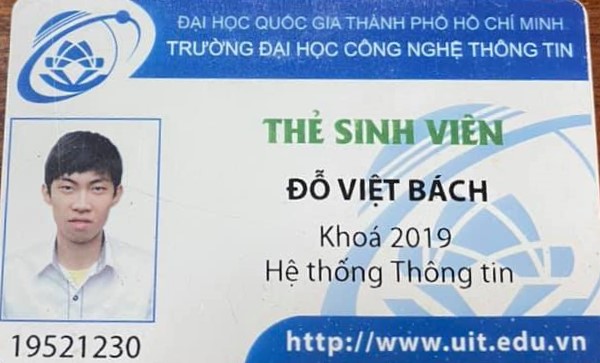 ĐẠI HỌC QUỐC GIA THÀNH PHỐ HỒ CHÍ MINH
TRƯỜNG ĐẠI HỌC CÔNG NGHỆ THÔNG TIN
THẺ SINH VIÊN
ĐỖ VIỆT BÁCH
Khoá 2019
Hệ thống Thông tin
19521230
http://www.uit.edu.vn